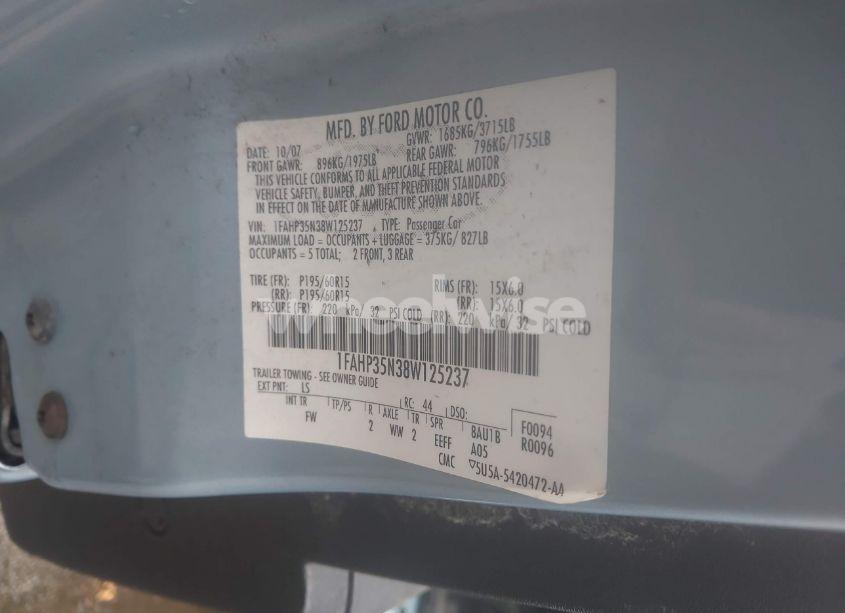 MFD. BY FORD MOTOR CO.
DATE: 10/07 GVWR: 1685KG/3715LB
FRONT GAWR: 896KG/1975LB REAR GAWR: 796KG/1755LB
THIS VEHICLE CONFORMS TO ALL APPLICABLE FEDERAL MOTOR
VEHICLE SAFETY, BUMPER, AND THEFT PREVENTION STANDARDS
IN EFFECT ON THE DATE OF MANUFACTURE SHOWN ABOVE.
VIN: 1FAHP35N38W125237 TYPE: Passenger Car
MAXIMUM LOAD = OCCUPANTS + LUGGAGE = 375KG/ 827LB
OCCUPANTS = 5 TOTAL; 2 FRONT, 3 REAR
TIRE (FR): P195/60R15 RIMS (FR): 15X6.0
(RR): P195/60R15 (RR): 15X6.0
PRESSURE (FR): 220 kPa/ 32 PSI COLD (RR): 220 kPa/ 32 PSI COLD
wheelwise
1FAHP35N38W125237
TRAILER TOWING - SEE OWNER GUIDE
EXT PNT: LS RC: 44 DSO:
INT TR TP/PS R AXLE TR SPR BAU1B F0094
FW 2 WW 2 EEFF A05 R0096
CMC ▽5U5A-5420472-AA